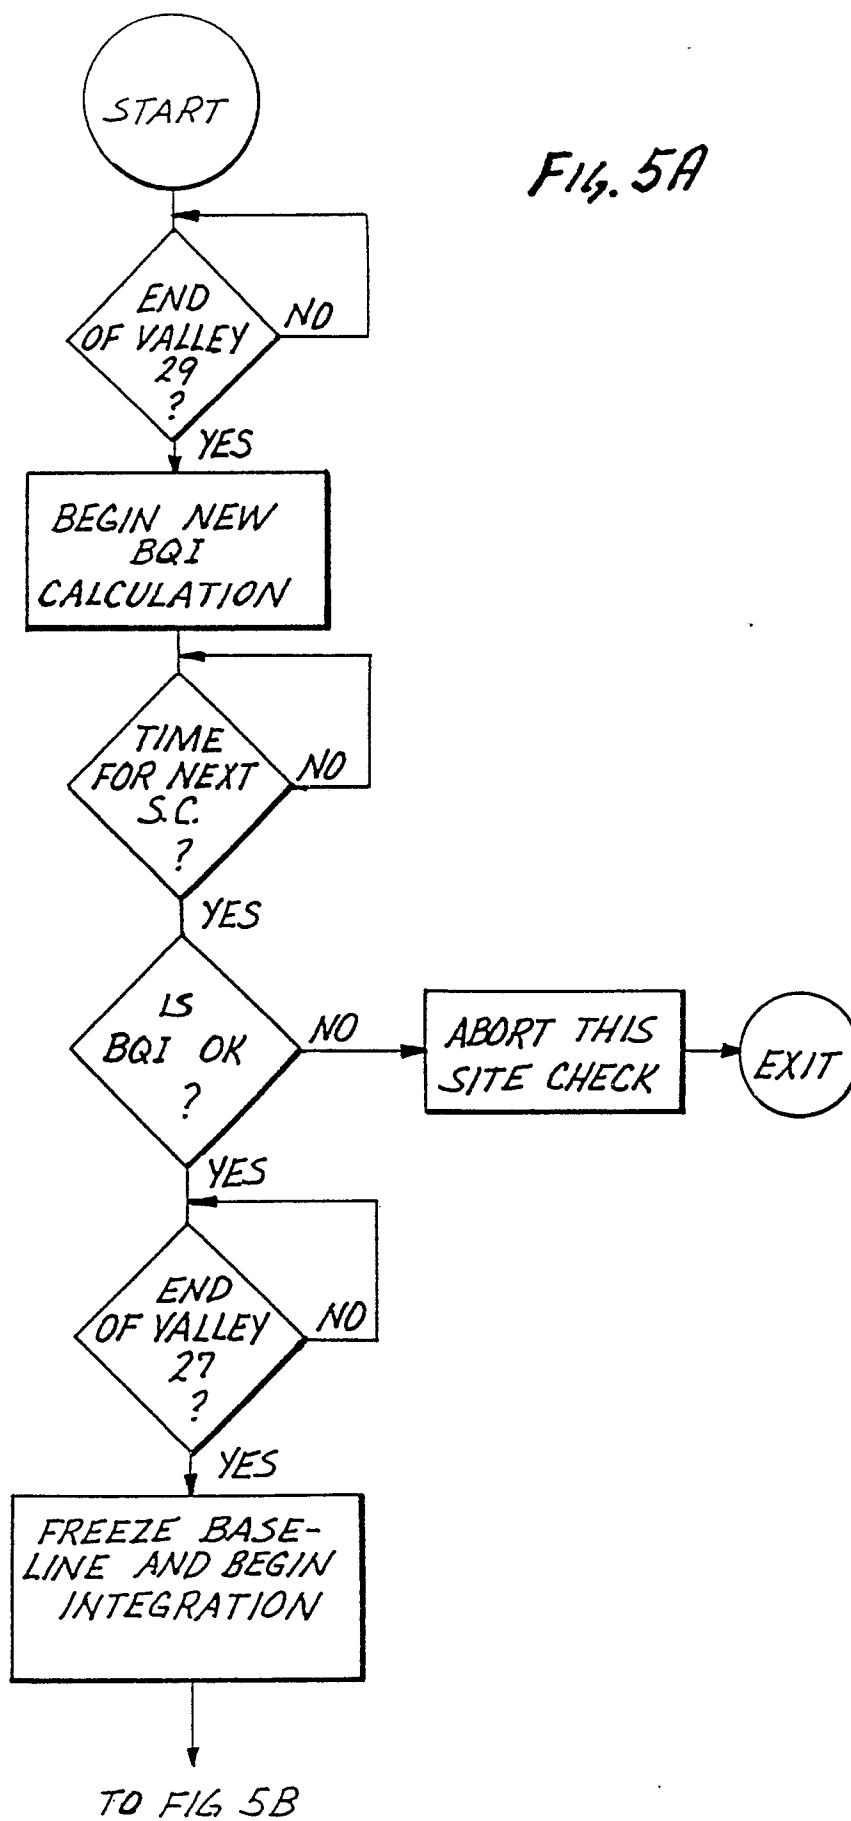 START
FIG. 5A
END
OF VALLEY
29
?
NO
YES
BEGIN NEW
BQI
CALCULATION
TIME
FOR NEXT
S.C.
?
NO
YES
IS
BQI OK
?
NO
ABORT THIS
SITE CHECK
EXIT
YES
END
OF VALLEY
27
?
NO
YES
FREEZE BASE-
LINE AND BEGIN
INTEGRATION
TO FIG 5B